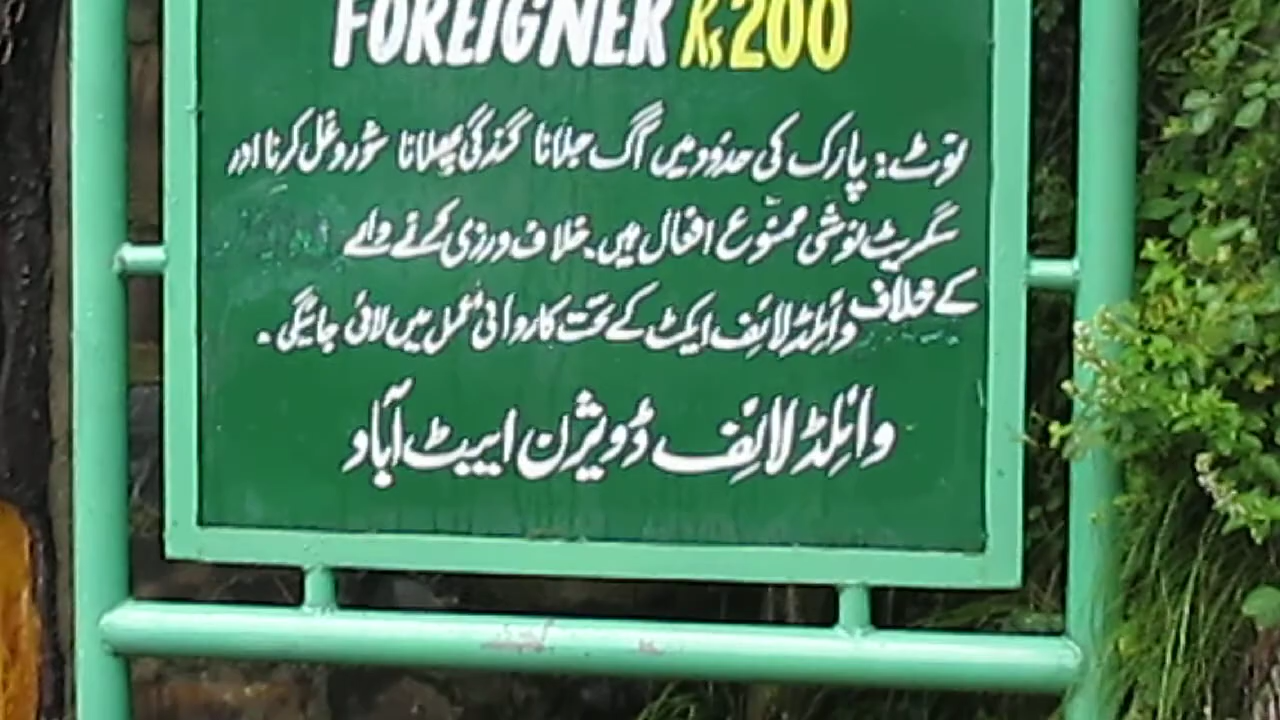 FOREIGNER Rs200
نوٹ: پارک کی حدود میں آگ جلانا گندگی پھیلانا شور و غل کرنا اور
سگریٹ نوشی ممنوع افعال ہیں. خلاف ورزی کرنے والے
کے خلاف وائلڈ لائف ایکٹ کے تحت کاروائی عمل میں لائی جائیگی.
وائلڈ لائف ڈویژن ایبٹ آباد